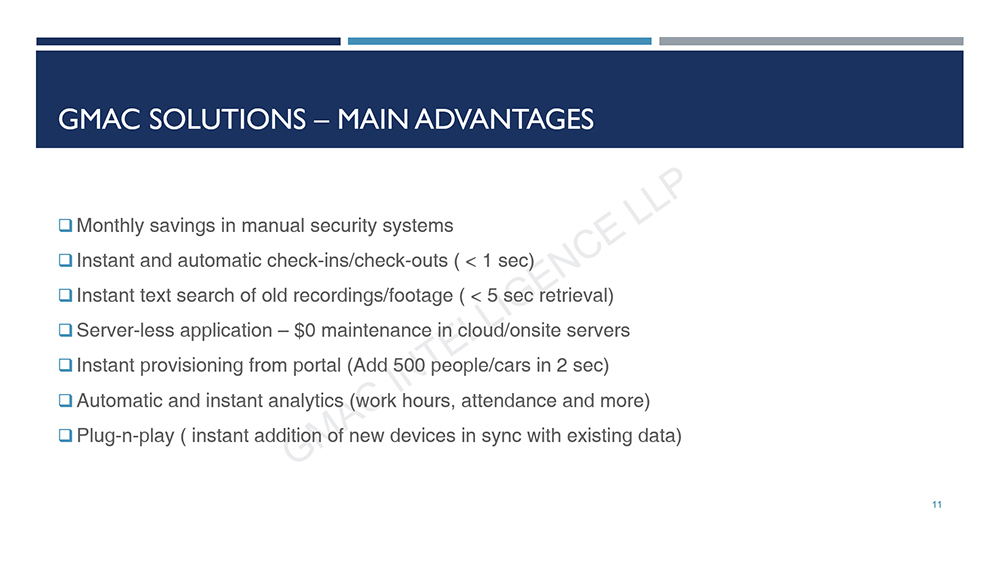 GMAC SOLUTIONS – MAIN ADVANTAGES
Monthly savings in manual security systems
Instant and automatic check-ins/check-outs ( < 1 sec)
Instant text search of old recordings/footage ( < 5 sec retrieval)
Server-less application – $0 maintenance in cloud/onsite servers
Instant provisioning from portal (Add 500 people/cars in 2 sec)
Automatic and instant analytics (work hours, attendance and more)
Plug-n-play ( instant addition of new devices in sync with existing data)
GMAC INTELLIGENCE LLP
11